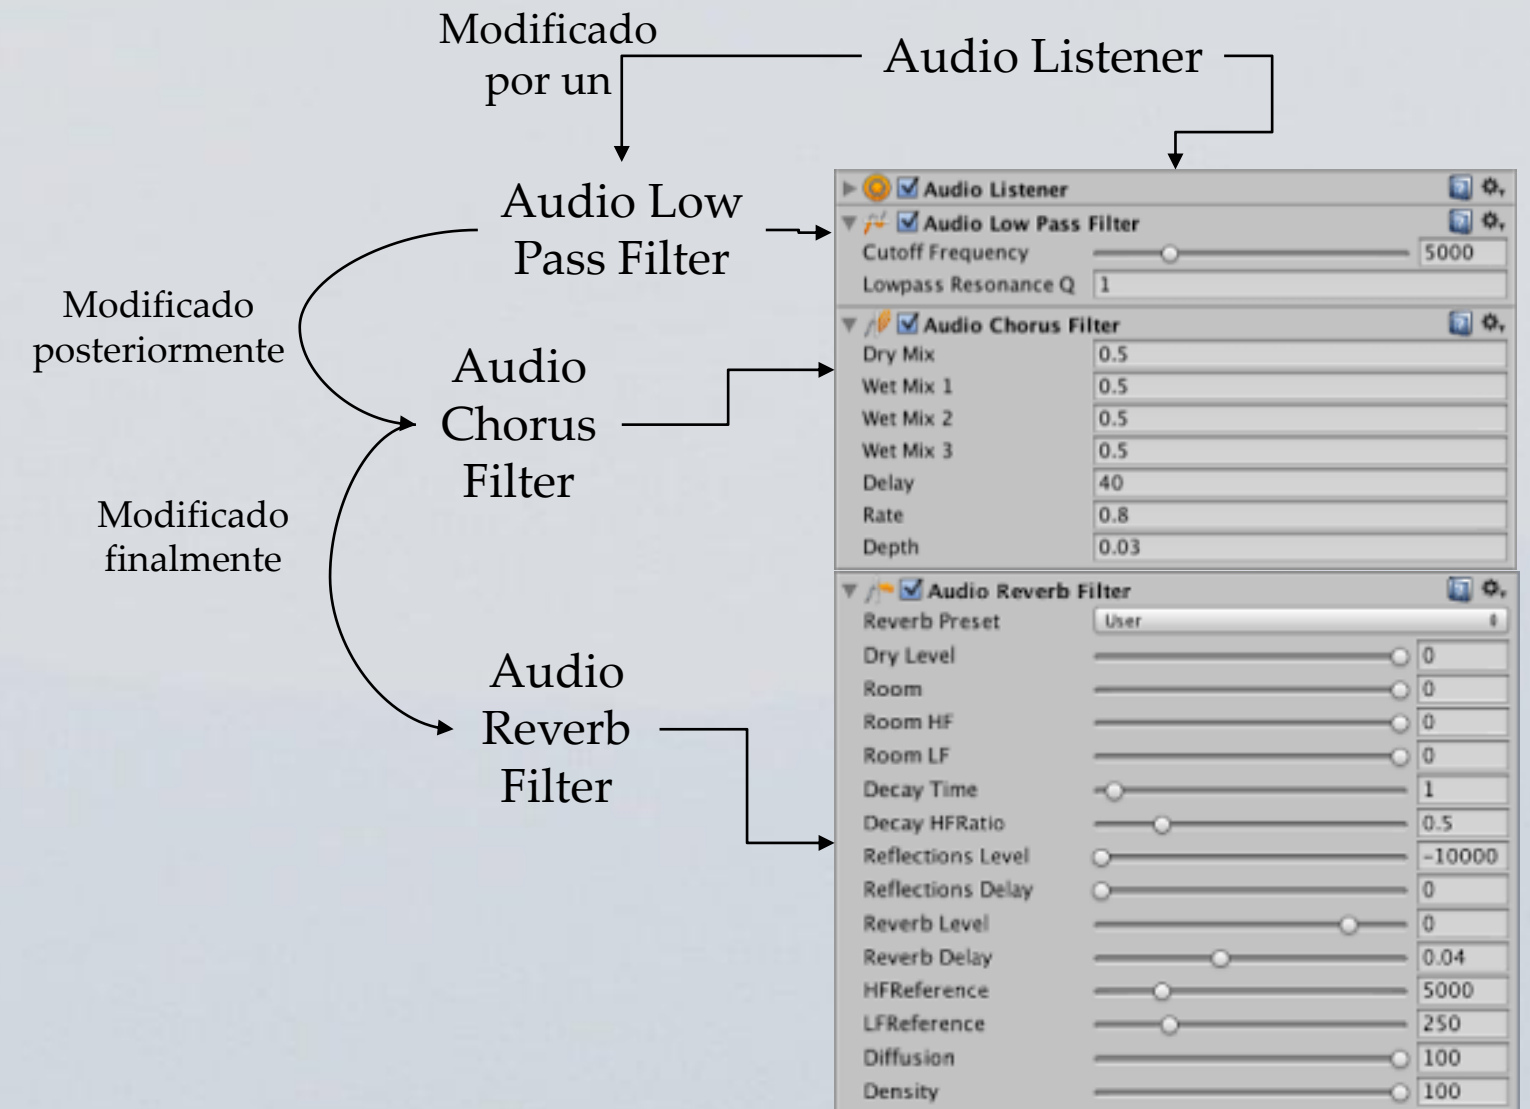 Modificado
por un
Audio Listener
Audio Low
Pass Filter
Modificado
posteriormente
Audio
Chorus
Filter
Modificado
finalmente
Audio
Reverb
Filter
Audio Listener
Audio Low Pass Filter
Cutoff Frequency 5000
Lowpass Resonance Q 1
Audio Chorus Filter
Dry Mix 0.5
Wet Mix 1 0.5
Wet Mix 2 0.5
Wet Mix 3 0.5
Delay 40
Rate 0.8
Depth 0.03
Audio Reverb Filter
Reverb Preset User
Dry Level 0
Room 0
Room HF 0
Room LF 0
Decay Time 1
Decay HFRatio 0.5
Reflections Level -10000
Reflections Delay 0
Reverb Level 0
Reverb Delay 0.04
HFReference 5000
LFReference 250
Diffusion 100
Density 100